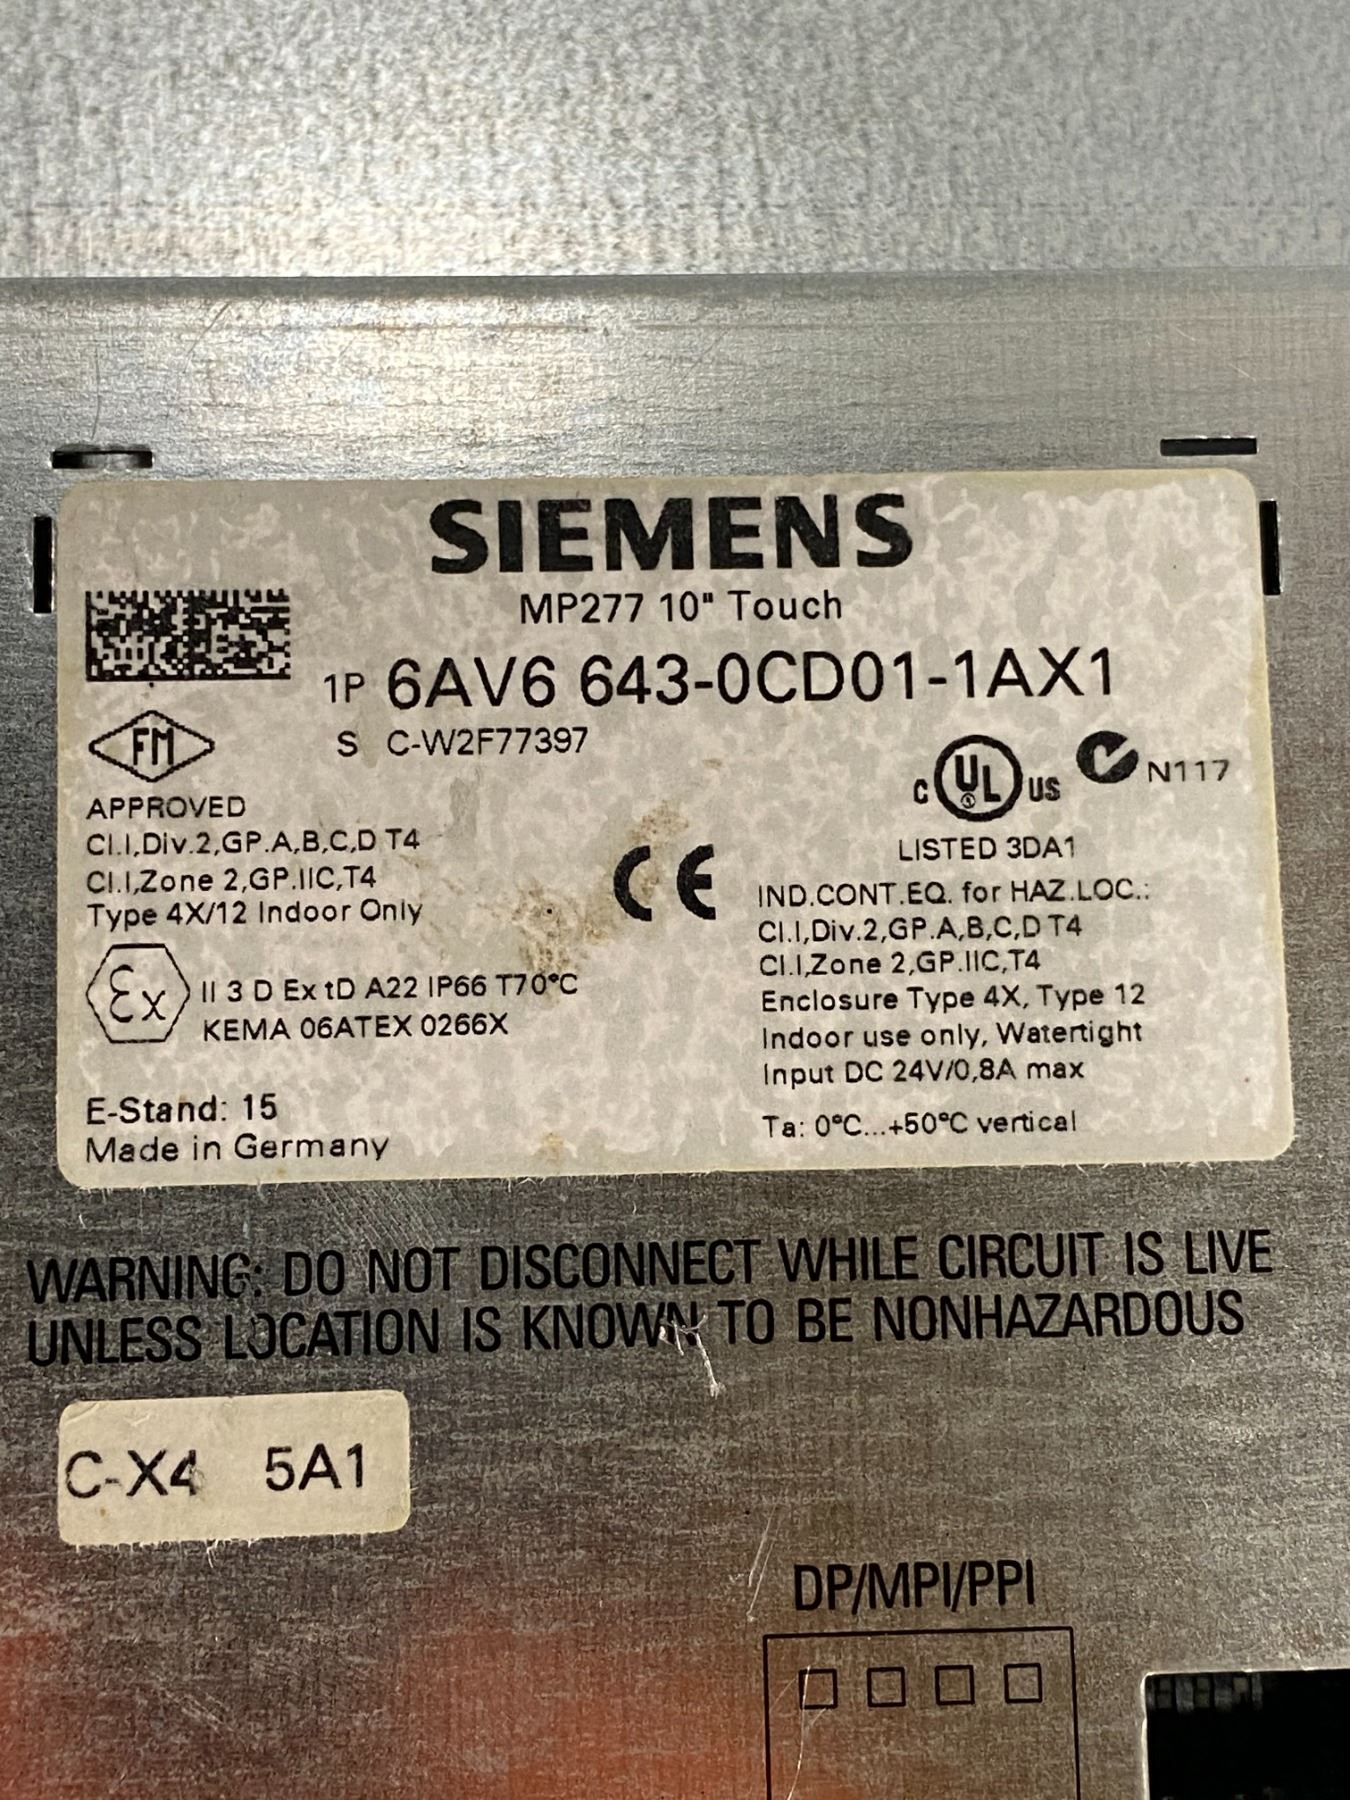 SIEMENS
MP277 10" Touch
1P 6AV6 643-0CD01-1AX1
S C-W2F77397
FM
APPROVED
Cl.I,Div.2,GP.A,B,C,D T4
Cl.I,Zone 2,GP.IIC,T4
Type 4X/12 Indoor Only
Ex II 3 D Ex tD A22 IP66 T70°C
KEMA 06ATEX 0266X
E-Stand: 15
Made in Germany
CE
C UL US N117
LISTED 3DA1
IND.CONT.EQ. for HAZ.LOC.:
Cl.I,Div.2,GP.A,B,C,D T4
Cl.I,Zone 2,GP.IIC,T4
Enclosure Type 4X, Type 12
Indoor use only, Watertight
Input DC 24V/0,8A max
Ta: 0°C...+50°C vertical
WARNING: DO NOT DISCONNECT WHILE CIRCUIT IS LIVE
UNLESS LOCATION IS KNOWN TO BE NONHAZARDOUS
C-X4 5A1
DP/MPI/PPI